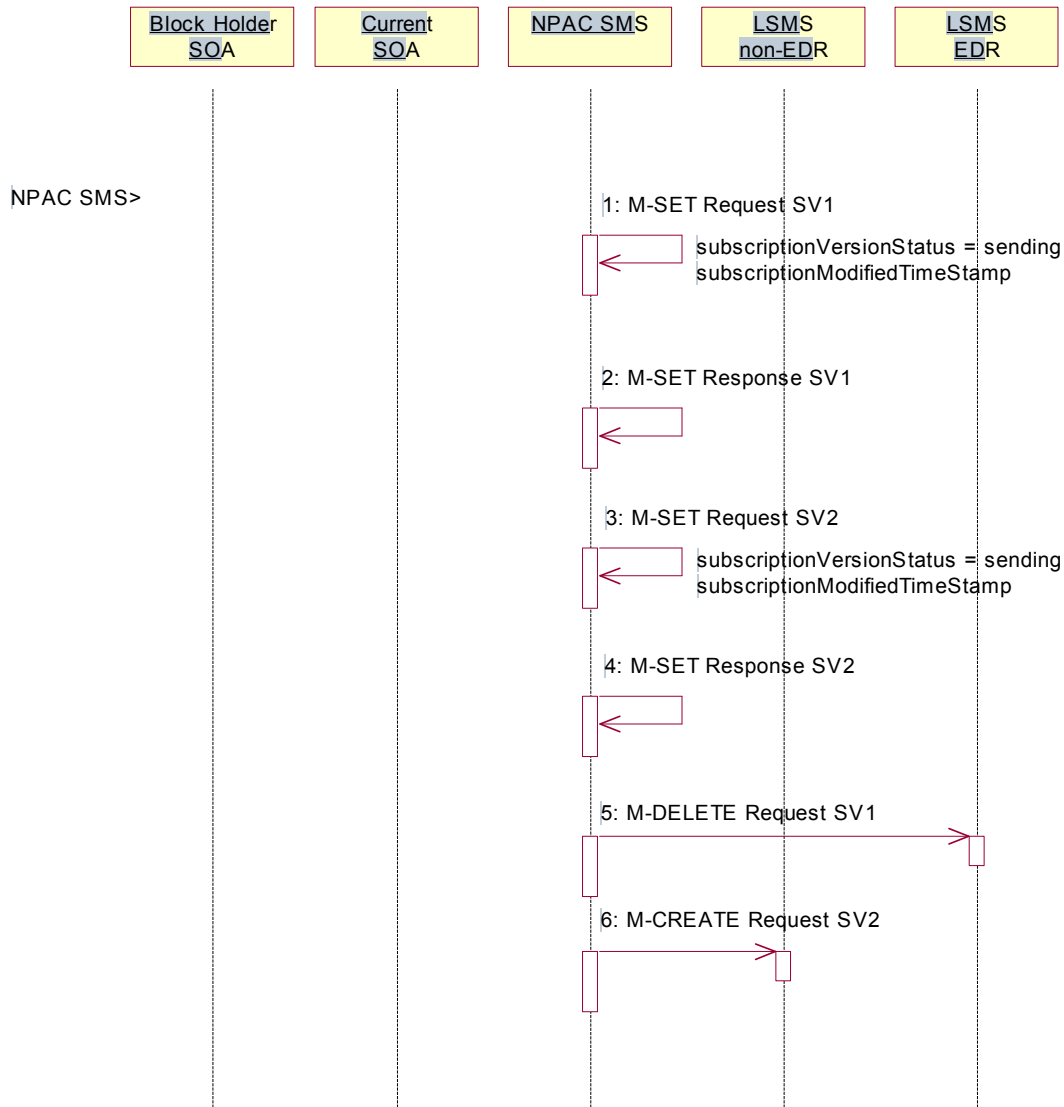 Block Holder
SOA
Current
SOA
NPAC SMS
LSMS
non-EDR
LSMS
EDR
NPAC SMS>
1: M-SET Request SV1
subscriptionVersionStatus = sending
subscriptionModifiedTimeStamp
2: M-SET Response SV1
3: M-SET Request SV2
subscriptionVersionStatus = sending
subscriptionModifiedTimeStamp
4: M-SET Response SV2
5: M-DELETE Request SV1
6: M-CREATE Request SV2